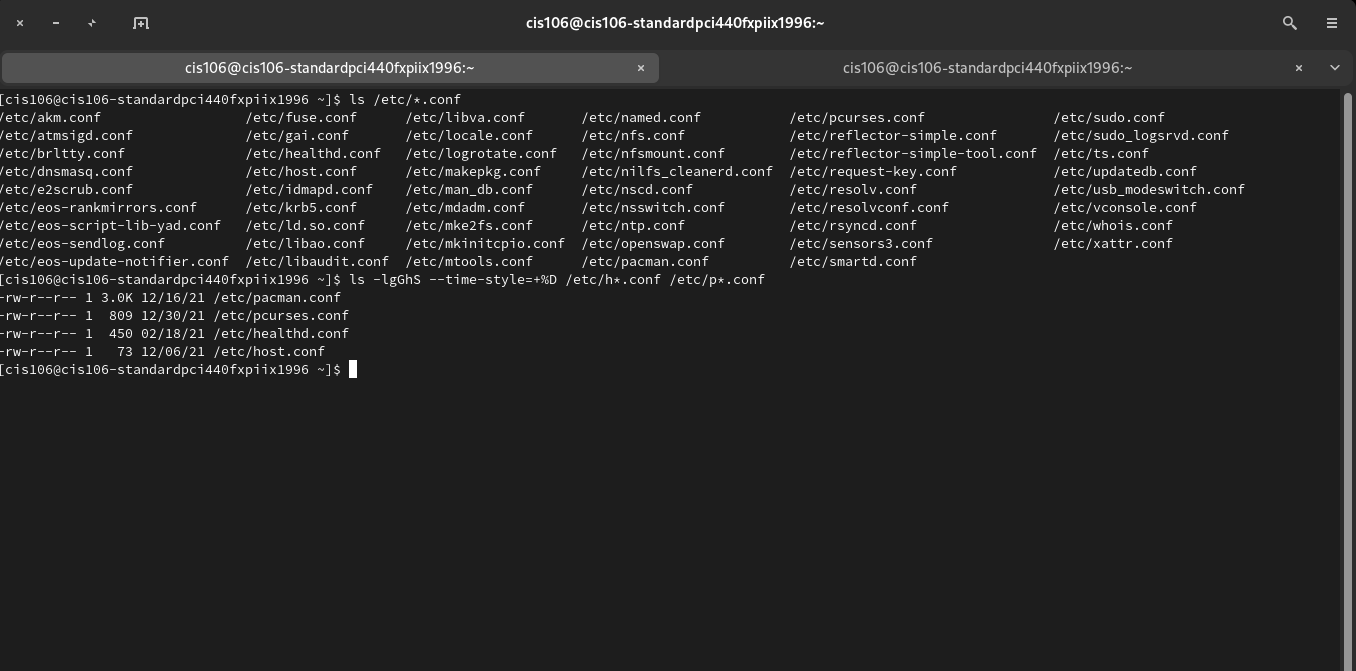 cis106@cis106-standardpci440fxpiix1996:~
cis106@cis106-standardpci440fxpiix1996:~ cis106@cis106-standardpci440fxpiix1996:~
[cis106@cis106-standardpci440fxpiix1996 ~]$ ls /etc/*.conf
/etc/akm.conf /etc/fuse.conf /etc/libva.conf /etc/named.conf /etc/pcurses.conf /etc/sudo.conf
/etc/atmsigd.conf /etc/gai.conf /etc/locale.conf /etc/nfs.conf /etc/reflector-simple.conf /etc/sudo_logsrvd.conf
/etc/brltty.conf /etc/healthd.conf /etc/logrotate.conf /etc/nfsmount.conf /etc/reflector-simple-tool.conf /etc/ts.conf
/etc/dnsmasq.conf /etc/host.conf /etc/makepkg.conf /etc/nilfs_cleanerd.conf /etc/request-key.conf /etc/updatedb.conf
/etc/e2scrub.conf /etc/idmapd.conf /etc/man_db.conf /etc/nscd.conf /etc/resolv.conf /etc/usb_modeswitch.conf
/etc/eos-rankmirrors.conf /etc/krb5.conf /etc/mdadm.conf /etc/nsswitch.conf /etc/resolvconf.conf /etc/vconsole.conf
/etc/eos-script-lib-yad.conf /etc/ld.so.conf /etc/mke2fs.conf /etc/ntp.conf /etc/rsyncd.conf /etc/whois.conf
/etc/eos-sendlog.conf /etc/libao.conf /etc/mkinitcpio.conf /etc/openswap.conf /etc/sensors3.conf /etc/xattr.conf
/etc/eos-update-notifier.conf /etc/libaudit.conf /etc/mtools.conf /etc/pacman.conf /etc/smartd.conf
[cis106@cis106-standardpci440fxpiix1996 ~]$ ls -lgGhS --time-style=+%D /etc/h*.conf /etc/p*.conf
-rw-r--r-- 1 3.0K 12/16/21 /etc/pacman.conf
-rw-r--r-- 1  809 12/30/21 /etc/pcurses.conf
-rw-r--r-- 1  450 02/18/21 /etc/healthd.conf
-rw-r--r-- 1   73 12/06/21 /etc/host.conf
[cis106@cis106-standardpci440fxpiix1996 ~]$